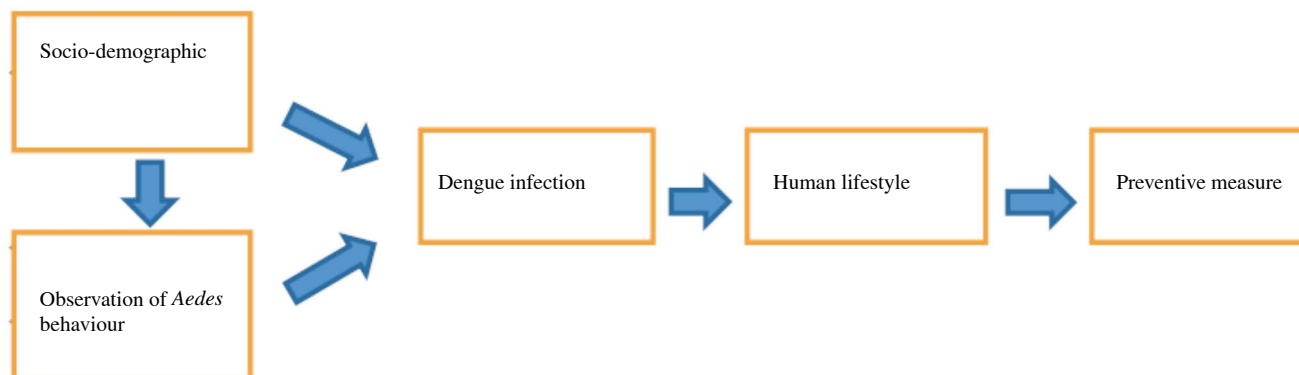 Socio-demographic
Dengue infection
Human lifestyle
Preventive measure
Observation of Aedes
behaviour